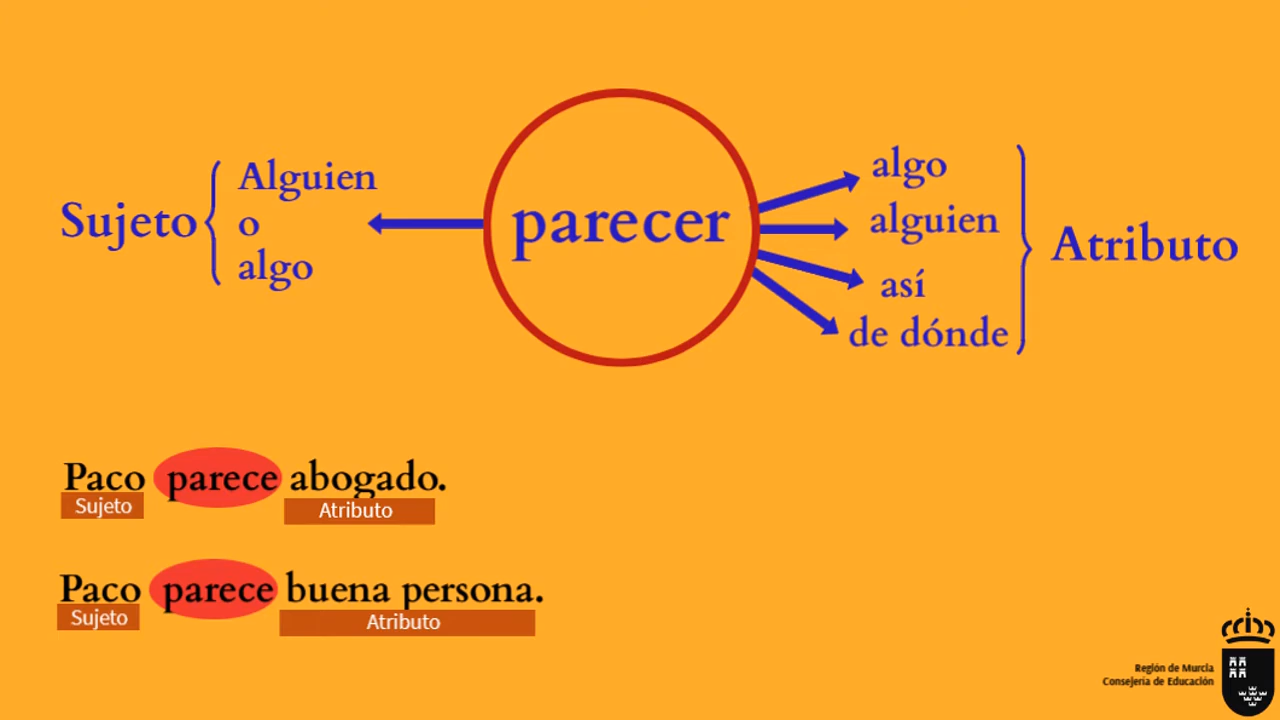 Sujeto
Alguien
o
algo
parecer
algo
alguien
así
de dónde
Atributo
Paco parece abogado.
Sujeto Atributo
Paco parece buena persona.
Sujeto Atributo
Región de Murcia
Consejería de Educación